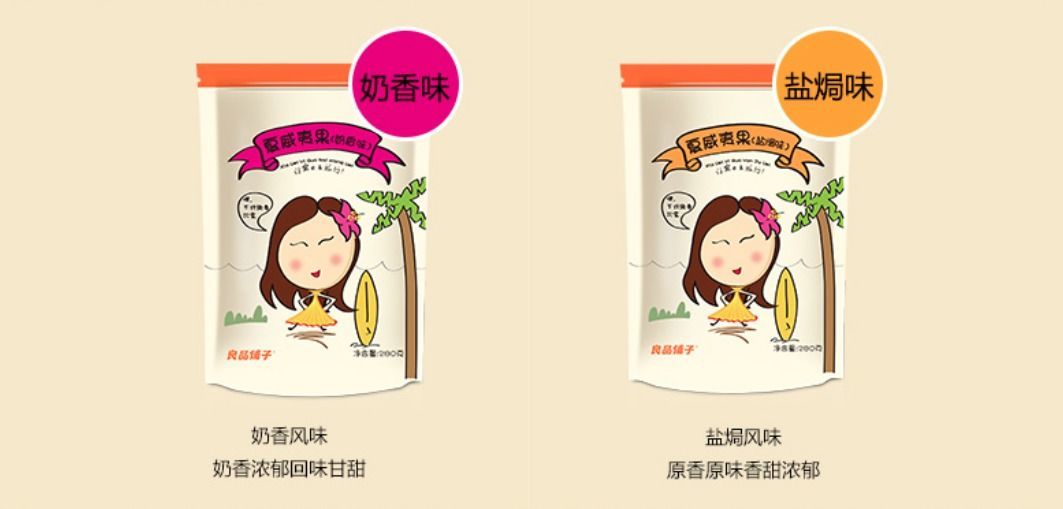 奶香味
夏威夷果(奶香味)
良品铺子
净含量:280克
奶香风味
奶香浓郁回味甘甜
盐焗味
夏威夷果(盐焗味)
良品铺子
净含量:280克
盐焗风味
原香原味香甜浓郁